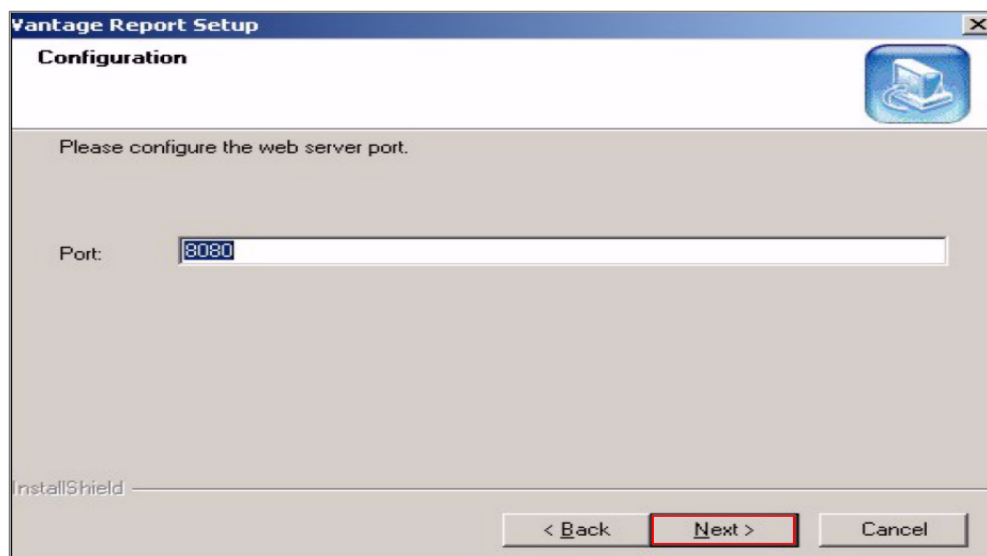 Vantage Report Setup
Configuration
Please configure the web server port.
Port: 8080
InstallShield
< Back Next > Cancel